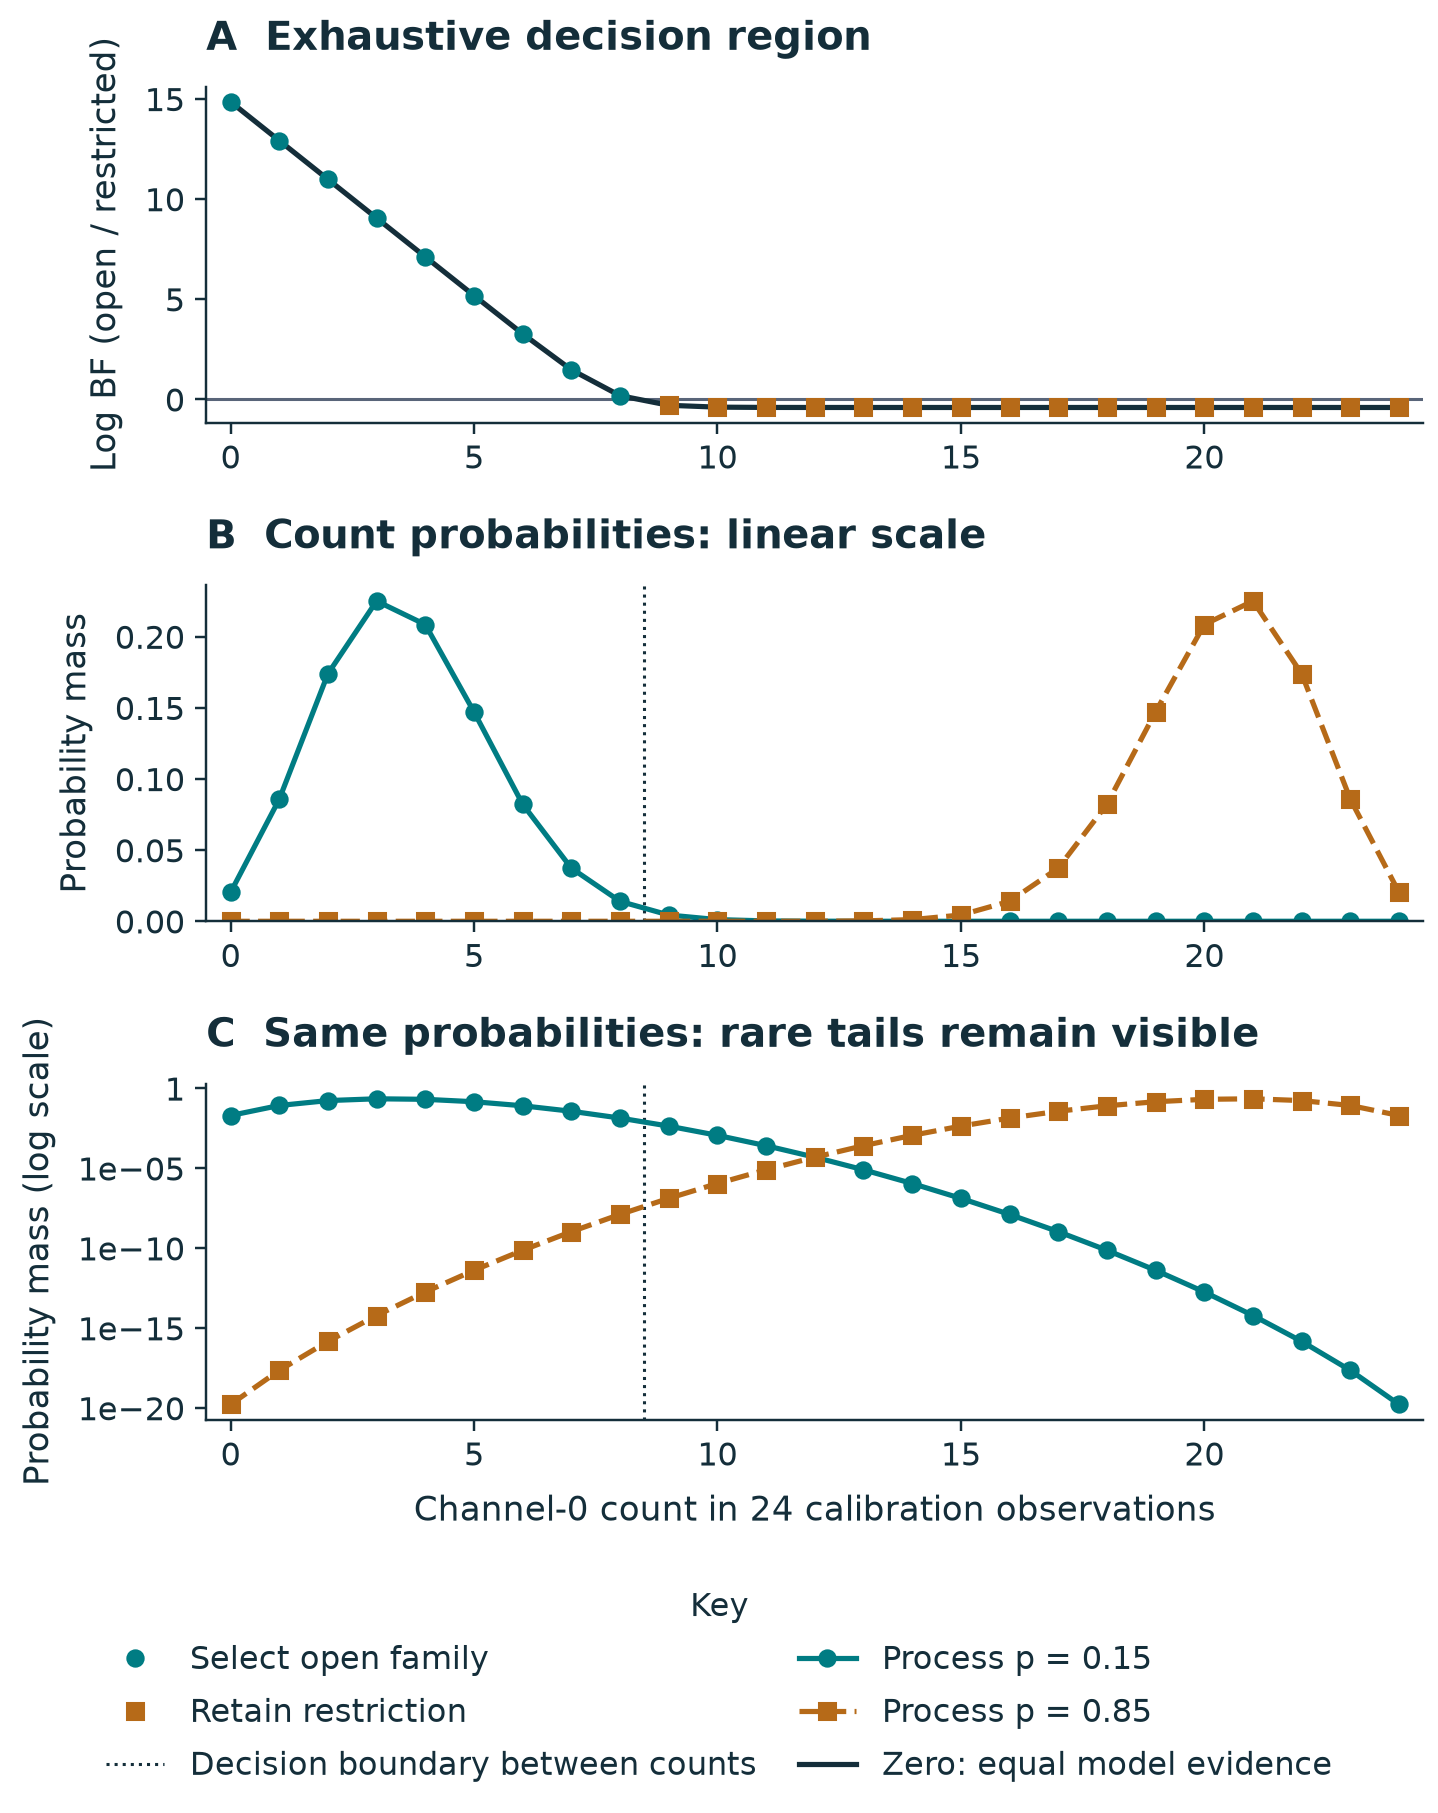 A Exhaustive decision region
Log BF (open / restricted)
15
10
5
0
0 5 10 15 20
B Count probabilities: linear scale
Probability mass
0.20
0.15
0.10
0.05
0.00
0 5 10 15 20
C Same probabilities: rare tails remain visible
Probability mass (log scale)
1
1e−05
1e−10
1e−15
1e−20
0 5 10 15 20
Channel-0 count in 24 calibration observations
Key
Select open family
Retain restriction
Decision boundary between counts
Process p = 0.15
Process p = 0.85
Zero: equal model evidence